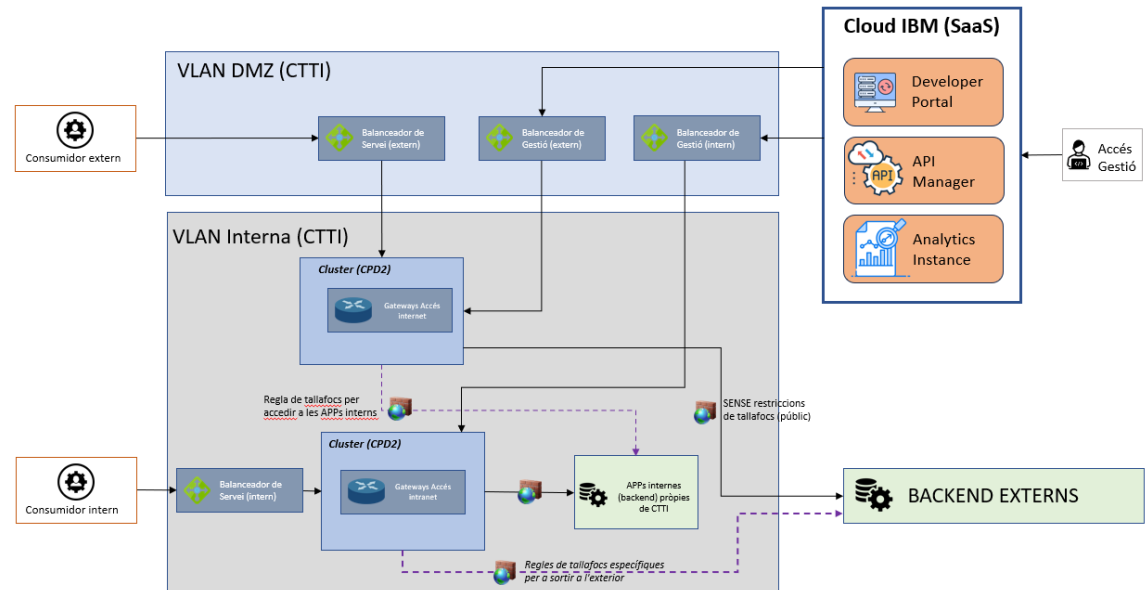 Cloud IBM (SaaS)
Developer
Portal
API
Manager
Analytics
Instance
API
Accés
Gestió
VLAN DMZ (CTTI)
Consumidor extern
Balanceador de
Servei (extern)
Balanceador de
Gestió (extern)
Balanceador de
Gestió (intern)
VLAN Interna (CTTI)
Cluster (CPD2)
Gateways Accés
internet
Regla de tallafocs per
accedir a les APPs interns
SENSE restriccions
de tallafocs (públic)
Cluster (CPD2)
Gateways Accés
intranet
Consumidor intern
Balanceador de
Servei (intern)
APPs internes
(backend) pròpies
de CTTI
BACKEND EXTERNS
Regles de tallafocs específiques
per a sortir a l'exterior